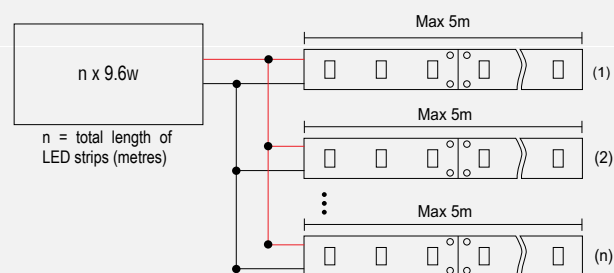 Max 5m
n x 9.6w
(1)
n = total length of
LED strips (metres)
Max 5m
(2)
Max 5m
(n)